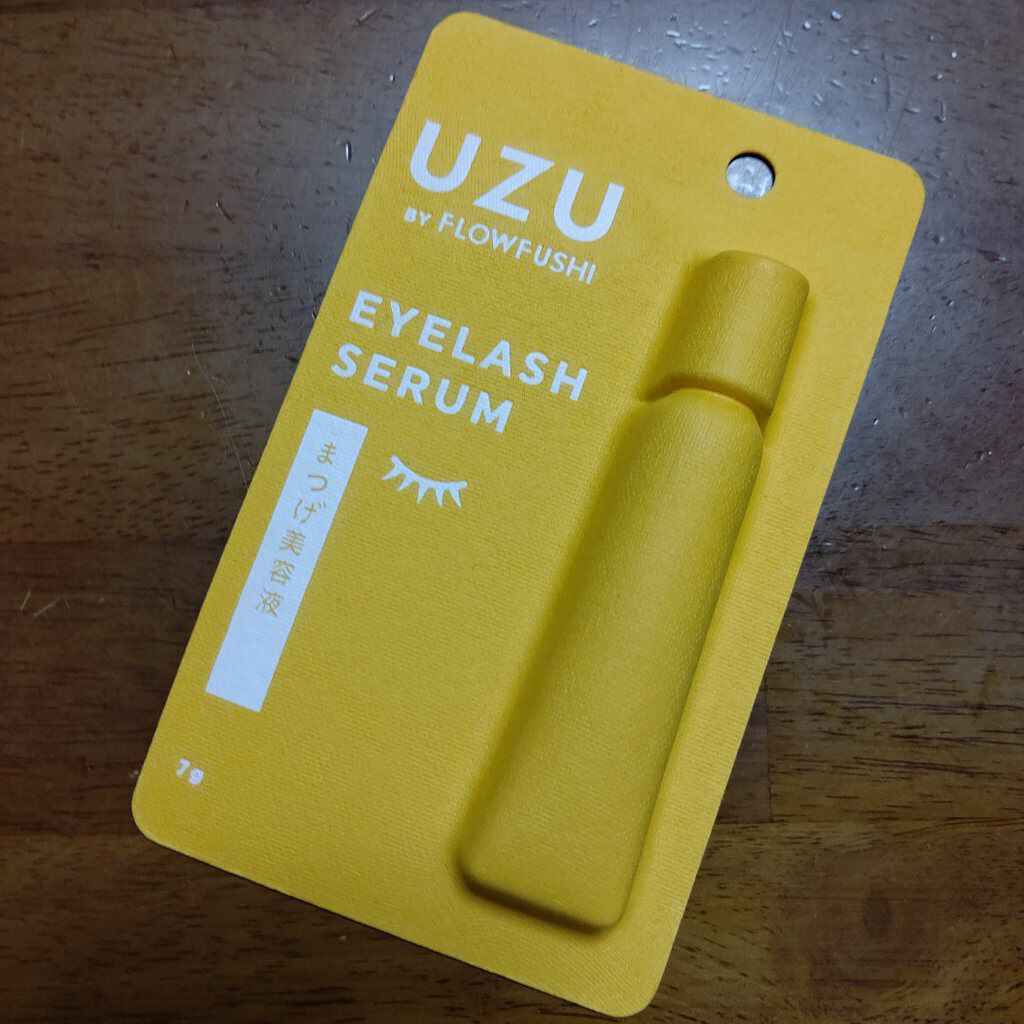 UZU
BY FLOWFUSHI
EYELASH
SERUM
まつげ美容液
7g